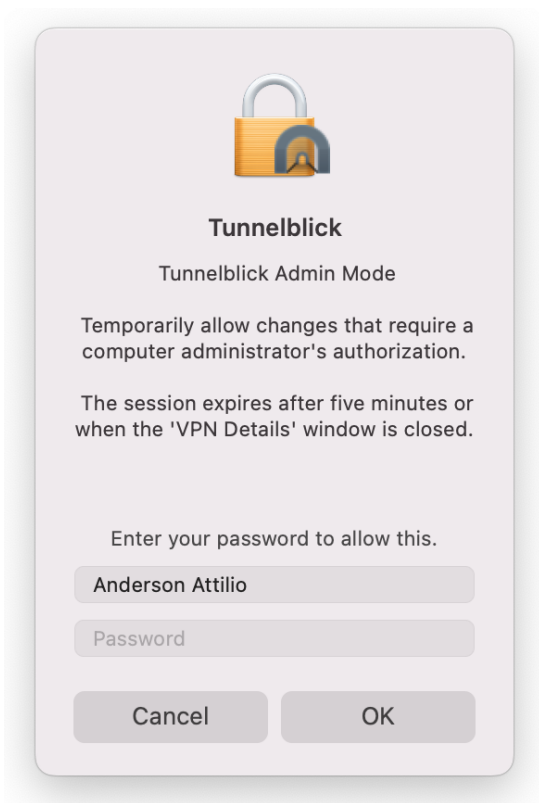 Tunnelblick
Tunnelblick Admin Mode
Temporarily allow changes that require a
computer administrator's authorization.
The session expires after five minutes or
when the 'VPN Details' window is closed.
Enter your password to allow this.
Anderson Attilio
Password
Cancel OK